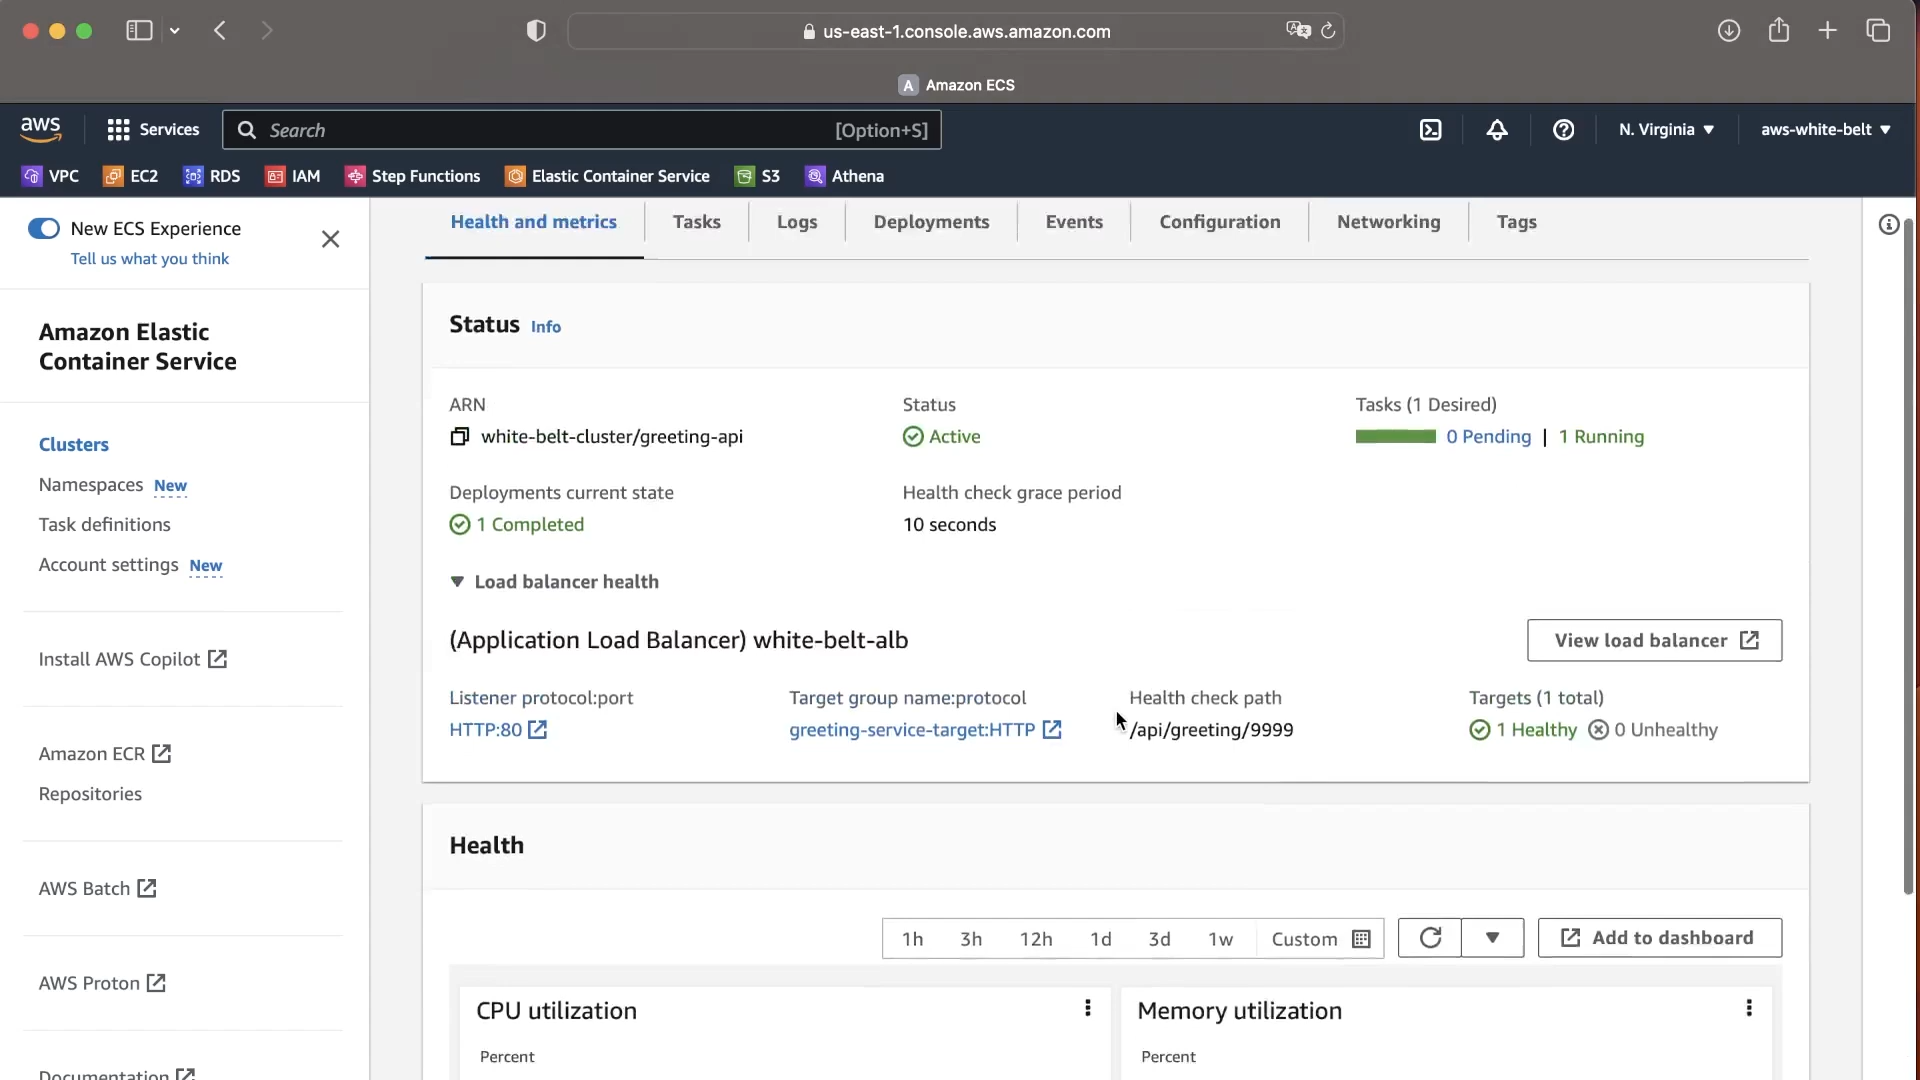 us-east-1.console.aws.amazon.com
A Amazon ECS
aws Services Search [Option+S] N. Virginia ▼ aws-white-belt ▼
VPC EC2 RDS IAM Step Functions Elastic Container Service S3 Athena
New ECS Experience
Tell us what you think
Amazon Elastic
Container Service
Clusters
Namespaces New
Task definitions
Account settings New
Install AWS Copilot
Amazon ECR
Repositories
AWS Batch
AWS Proton
Documentation
Health and metrics Tasks Logs Deployments Events Configuration Networking Tags
Status Info
ARN Status Tasks (1 Desired)
white-belt-cluster/greeting-api Active 0 Pending | 1 Running
Deployments current state Health check grace period
1 Completed 10 seconds
Load balancer health
(Application Load Balancer) white-belt-alb View load balancer
Listener protocol:port Target group name:protocol Health check path Targets (1 total)
HTTP:80 greeting-service-target:HTTP /api/greeting/9999 1 Healthy 0 Unhealthy
Health
1h 3h 12h 1d 3d 1w Custom Add to dashboard
CPU utilization Memory utilization
Percent Percent